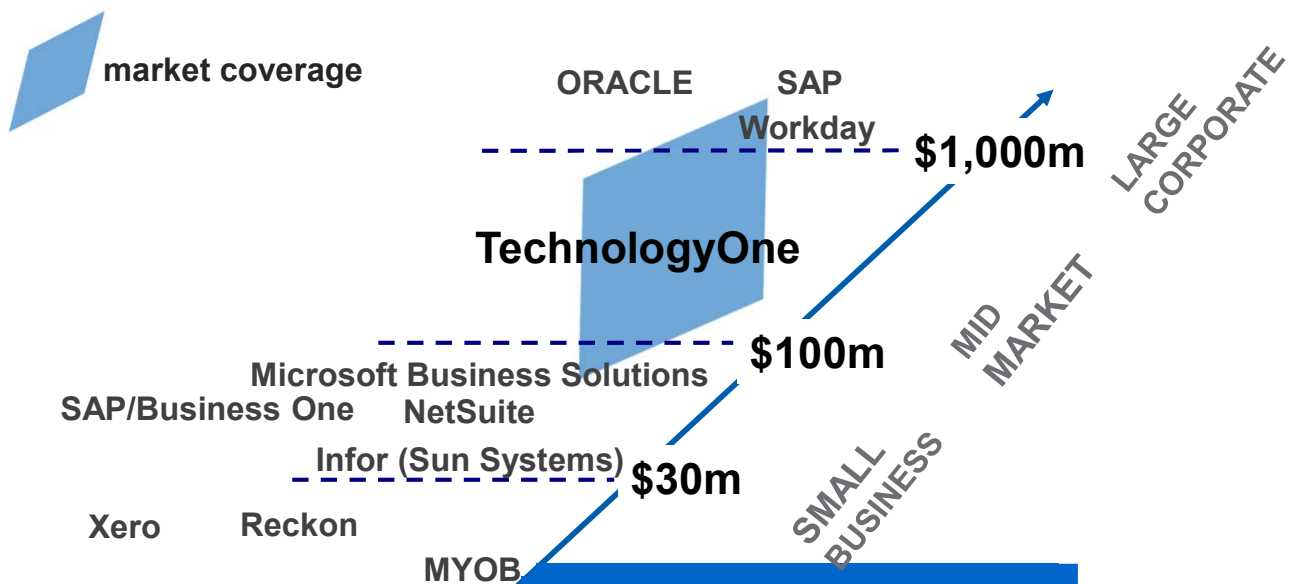 market coverage
ORACLE
SAP
Workday
$1,000m
LARGE
CORPORATE
TechnologyOne
MID
MARKET
$100m
Microsoft Business Solutions
SAP/Business One
NetSuite
Infor (Sun Systems)
$30m
SMALL
BUSINESS
Xero
Reckon
MYOB